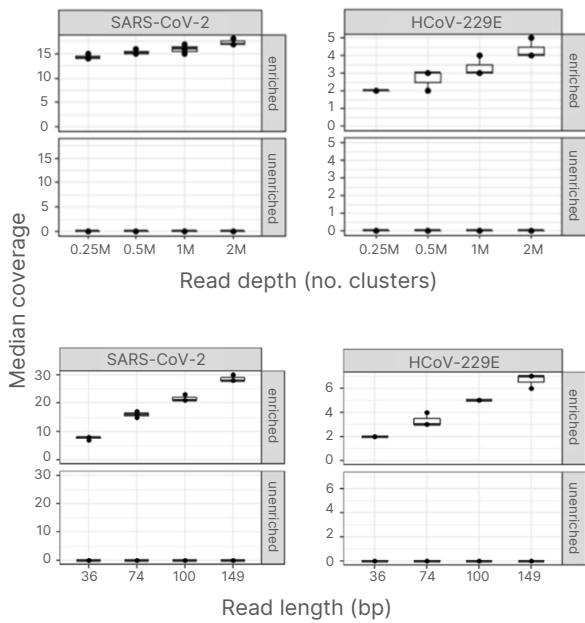 SARS-CoV-2
HCoV-229E
15
10
5
0
enriched
5
4
3
2
1
0
enriched
15
10
5
0
unenriched
5
4
3
2
1
0
unenriched
0.25M 0.5M 1M 2M
0.25M 0.5M 1M 2M
Read depth (no. clusters)
Median coverage
SARS-CoV-2
HCoV-229E
30
20
10
0
enriched
6
4
2
0
enriched
30
20
10
0
unenriched
6
4
2
0
unenriched
36 74 100 149
36 74 100 149
Read length (bp)